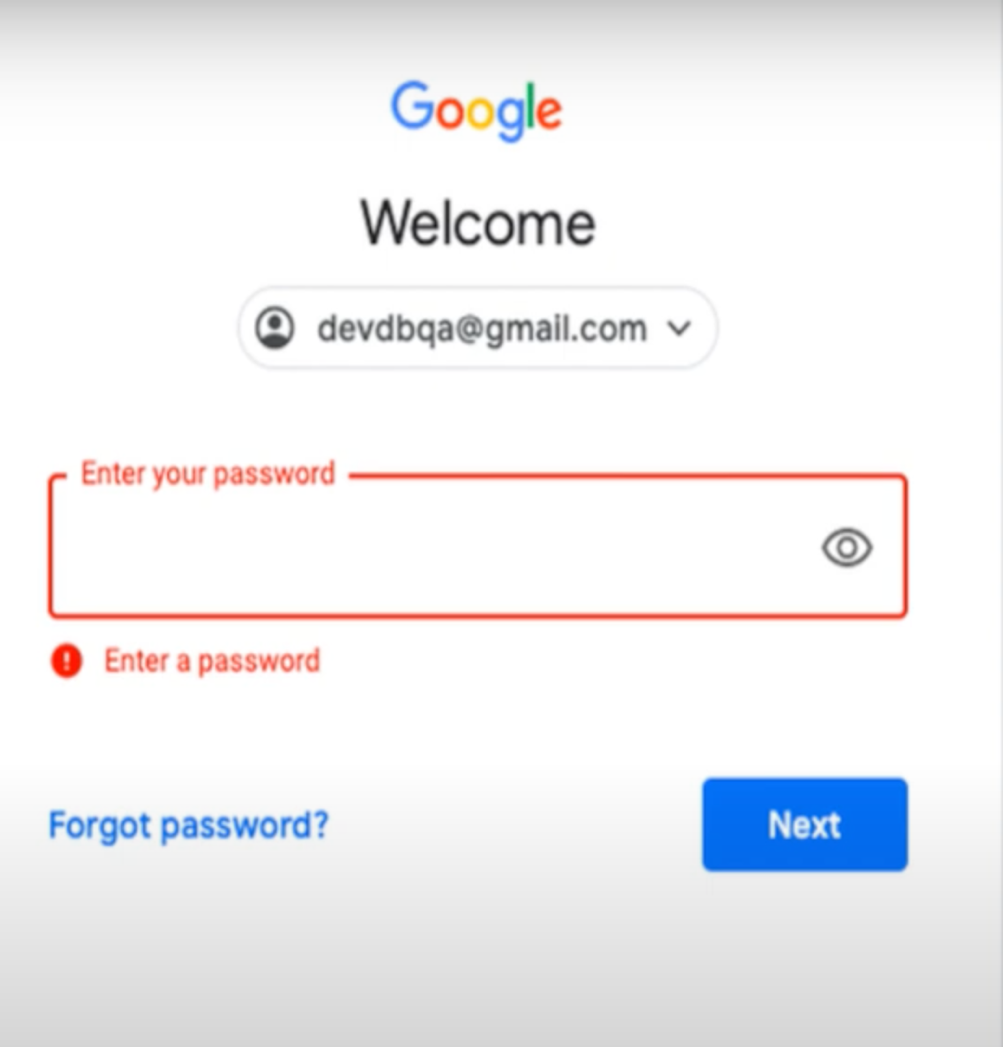 Google
Welcome
devdbqa@gmail.com
Enter your password
Enter a password
Forgot password?
Next